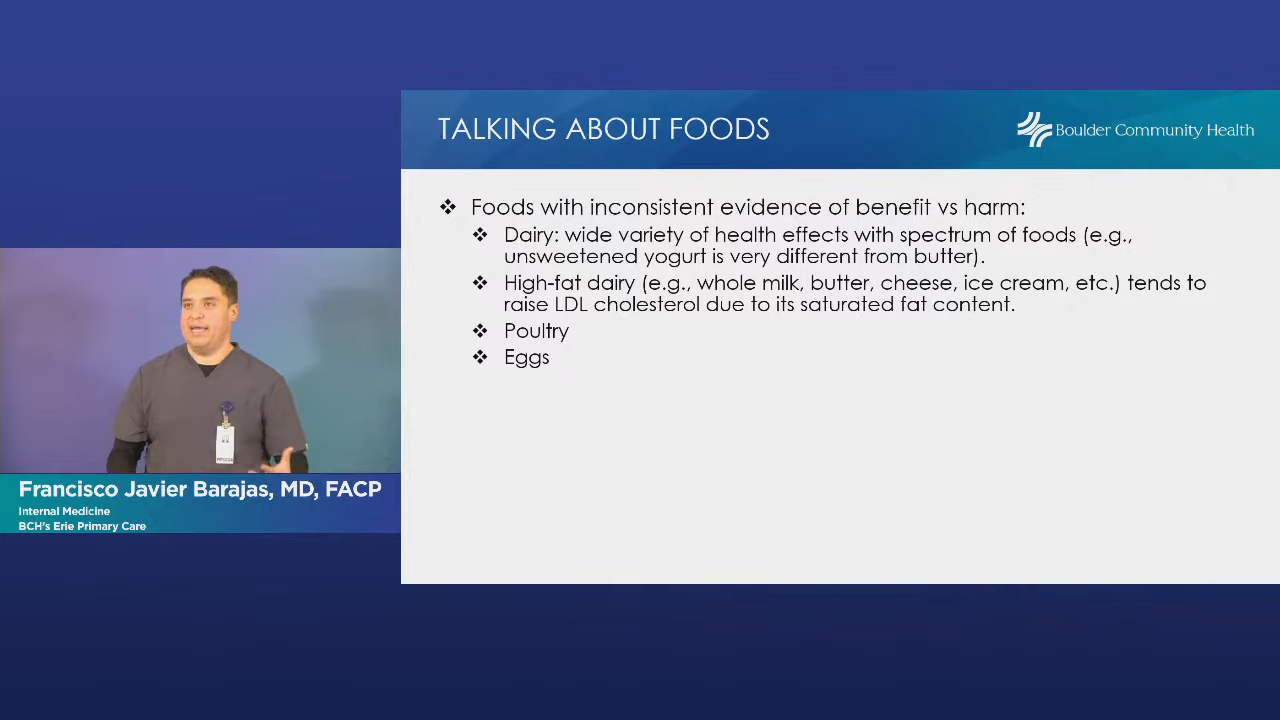 TALKING ABOUT FOODS
Boulder Community Health
❖ Foods with inconsistent evidence of benefit vs harm:
❖ Dairy: wide variety of health effects with spectrum of foods (e.g.,
unsweetened yogurt is very different from butter).
❖ High-fat dairy (e.g., whole milk, butter, cheese, ice cream, etc.) tends to
raise LDL cholesterol due to its saturated fat content.
❖ Poultry
❖ Eggs
Francisco Javier Barajas, MD, FACP
Internal Medicine
BCH's Erie Primary Care